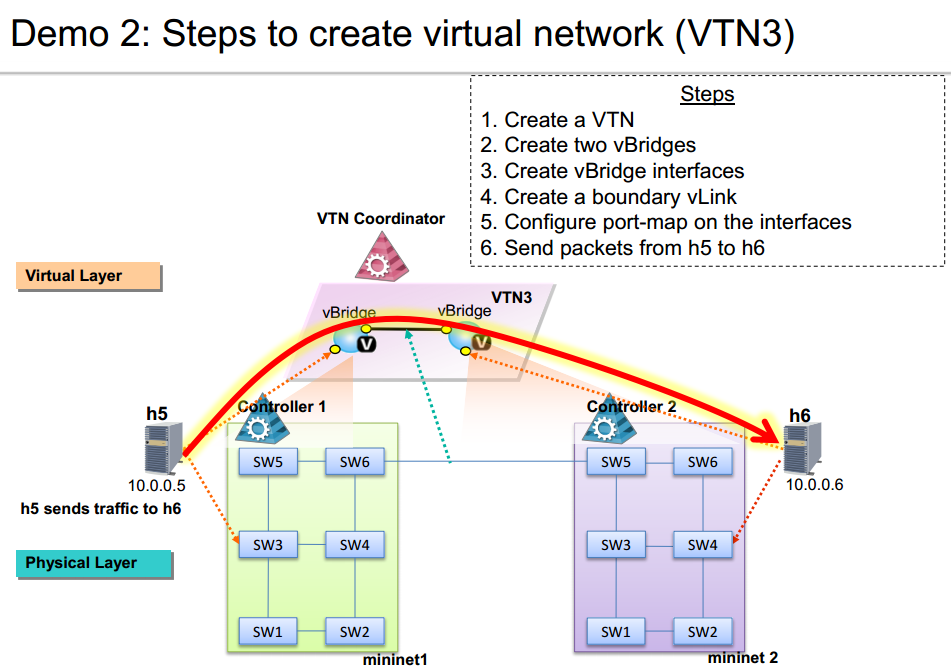 Demo 2: Steps to create virtual network (VTN3)
Steps
1. Create a VTN
2. Create two vBridges
3. Create vBridge interfaces
4. Create a boundary vLink
5. Configure port-map on the interfaces
6. Send packets from h5 to h6
VTN Coordinator
Virtual Layer
VTN3
vBridge
vBridge
V
V
h5
Controller 1
Controller 2
h6
SW5
SW6
SW5
SW6
10.0.0.5
10.0.0.6
h5 sends traffic to h6
SW3
SW4
SW3
SW4
Physical Layer
SW1
SW2
SW1
SW2
mininet1
mininet 2